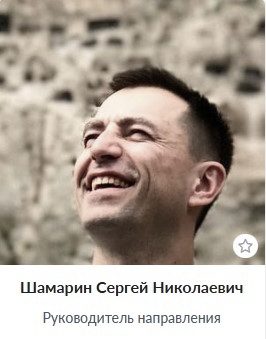 Шамарин Сергей Николаевич
Руководитель направления